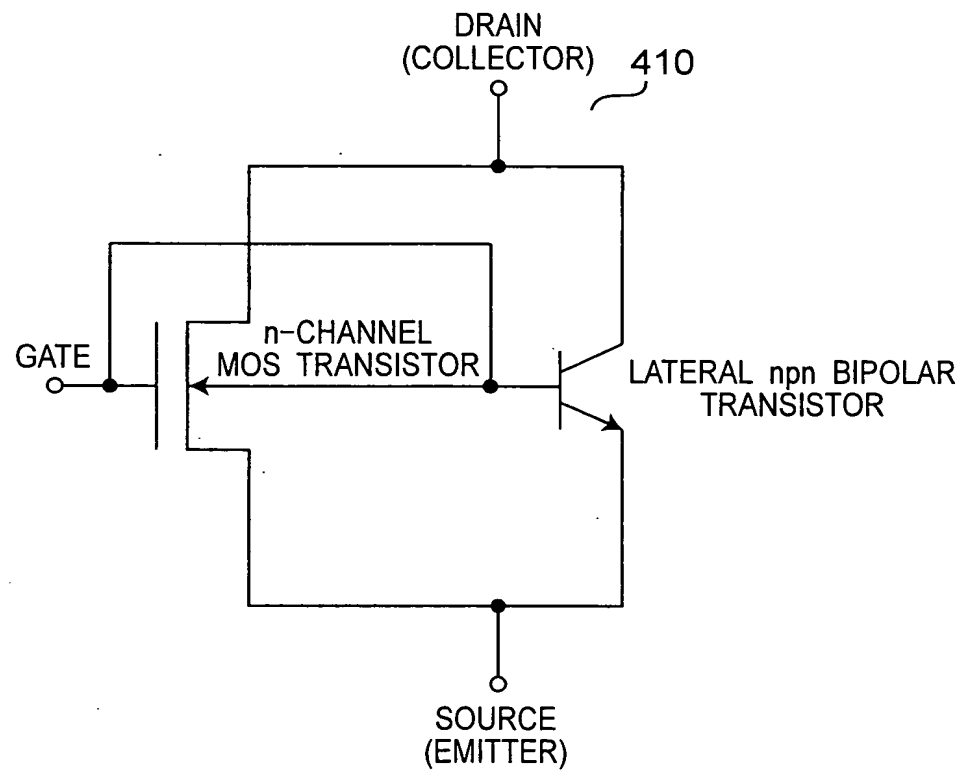 DRAIN
(COLLECTOR)
410
n-CHANNEL
MOS TRANSISTOR
GATE
LATERAL npn BIPOLAR
TRANSISTOR
SOURCE
(EMITTER)